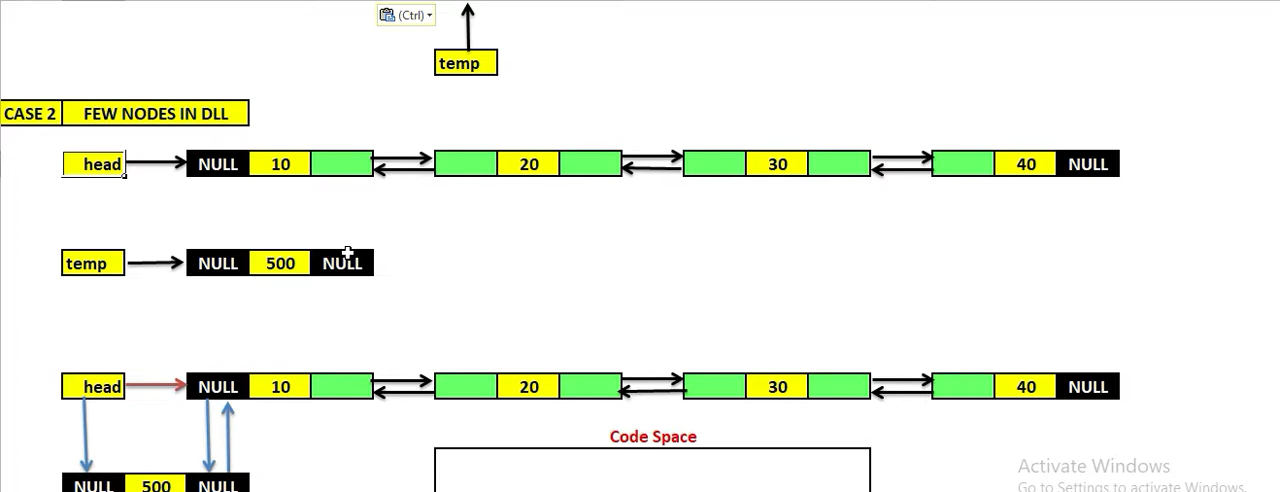 (Ctrl)
temp
CASE 2 FEW NODES IN DLL
head NULL 10 20 30 40 NULL
temp NULL 500 NULL
head NULL 10 20 30 40 NULL
Code Space
NULL 500 NULL
Activate Windows
Go to Settings to activate Windows.